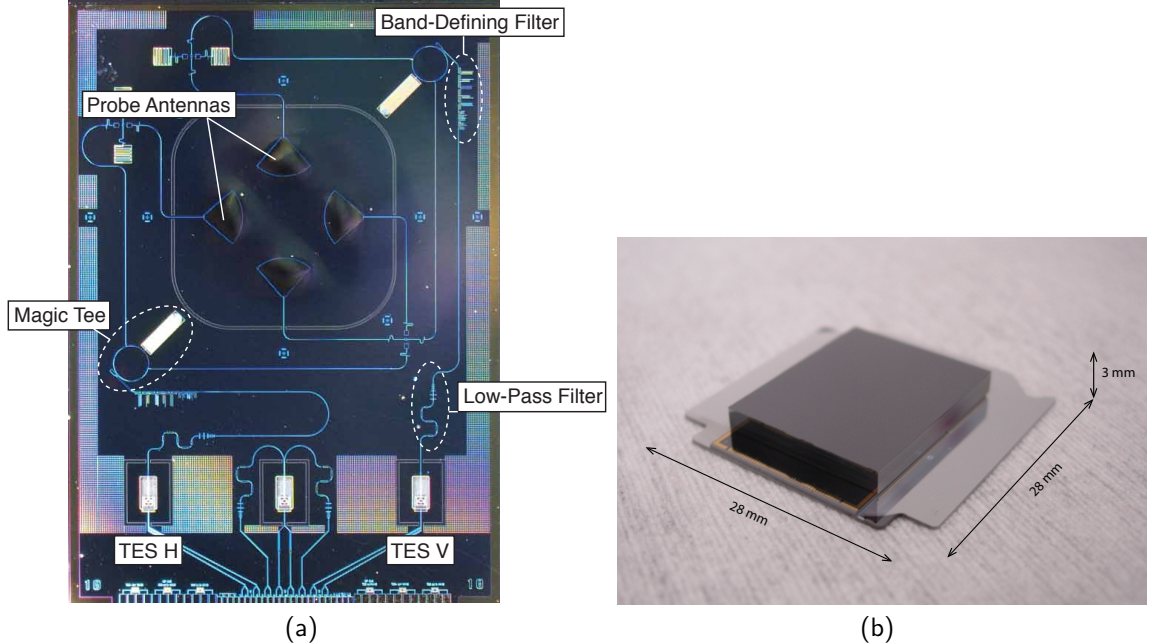 Band-Defining Filter
Probe Antennas
Magic Tee
Low-Pass Filter
TES H
TES V
3 mm
28 mm
28 mm
(a)
(b)